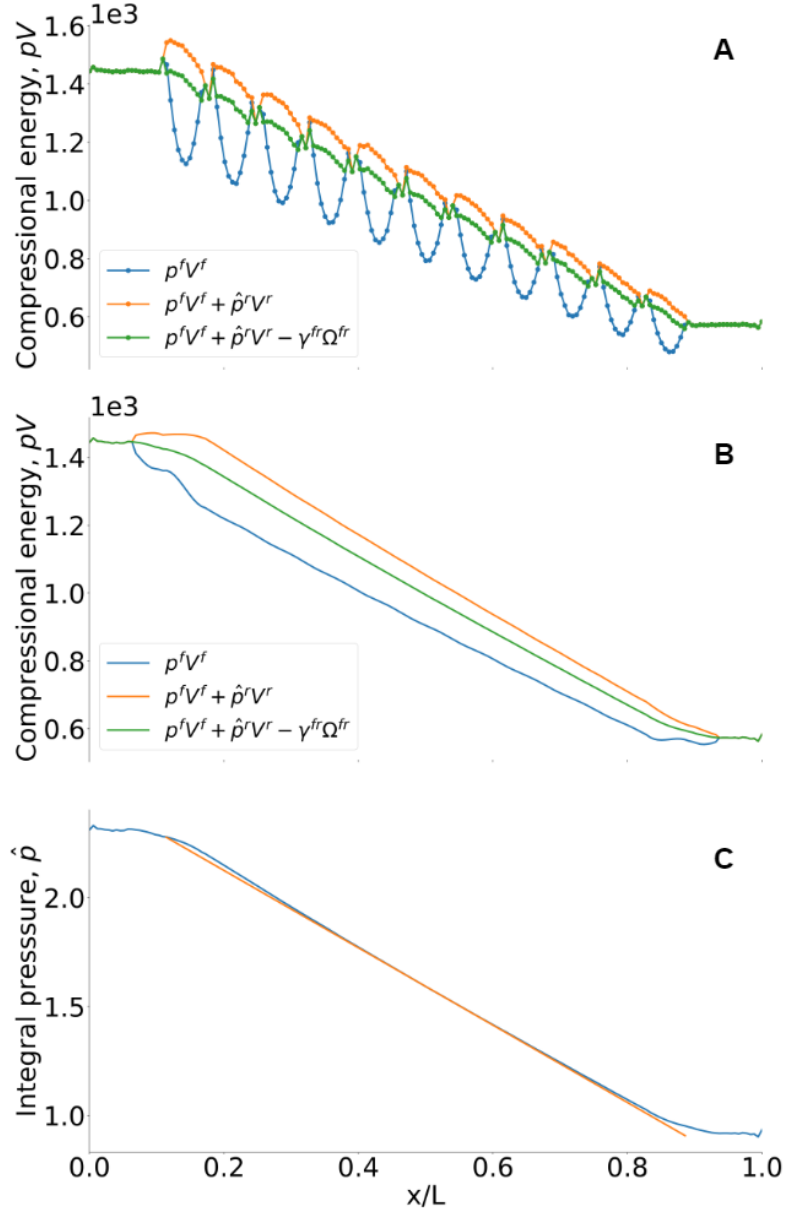 1e3
A
Compressional energy, pV
1.6
1.4
1.2
1.0
0.8
0.6
p^f V^f
p^f V^f + p̂^r V^r
p^f V^f + p̂^r V^r − γ^{fr} Ω^{fr}
1e3
B
Compressional energy, pV
1.4
1.2
1.0
0.8
0.6
p^f V^f
p^f V^f + p̂^r V^r
p^f V^f + p̂^r V^r − γ^{fr} Ω^{fr}
C
Integral presssure, p̂
2.0
1.5
1.0
0.0 0.2 0.4 0.6 0.8 1.0
x/L